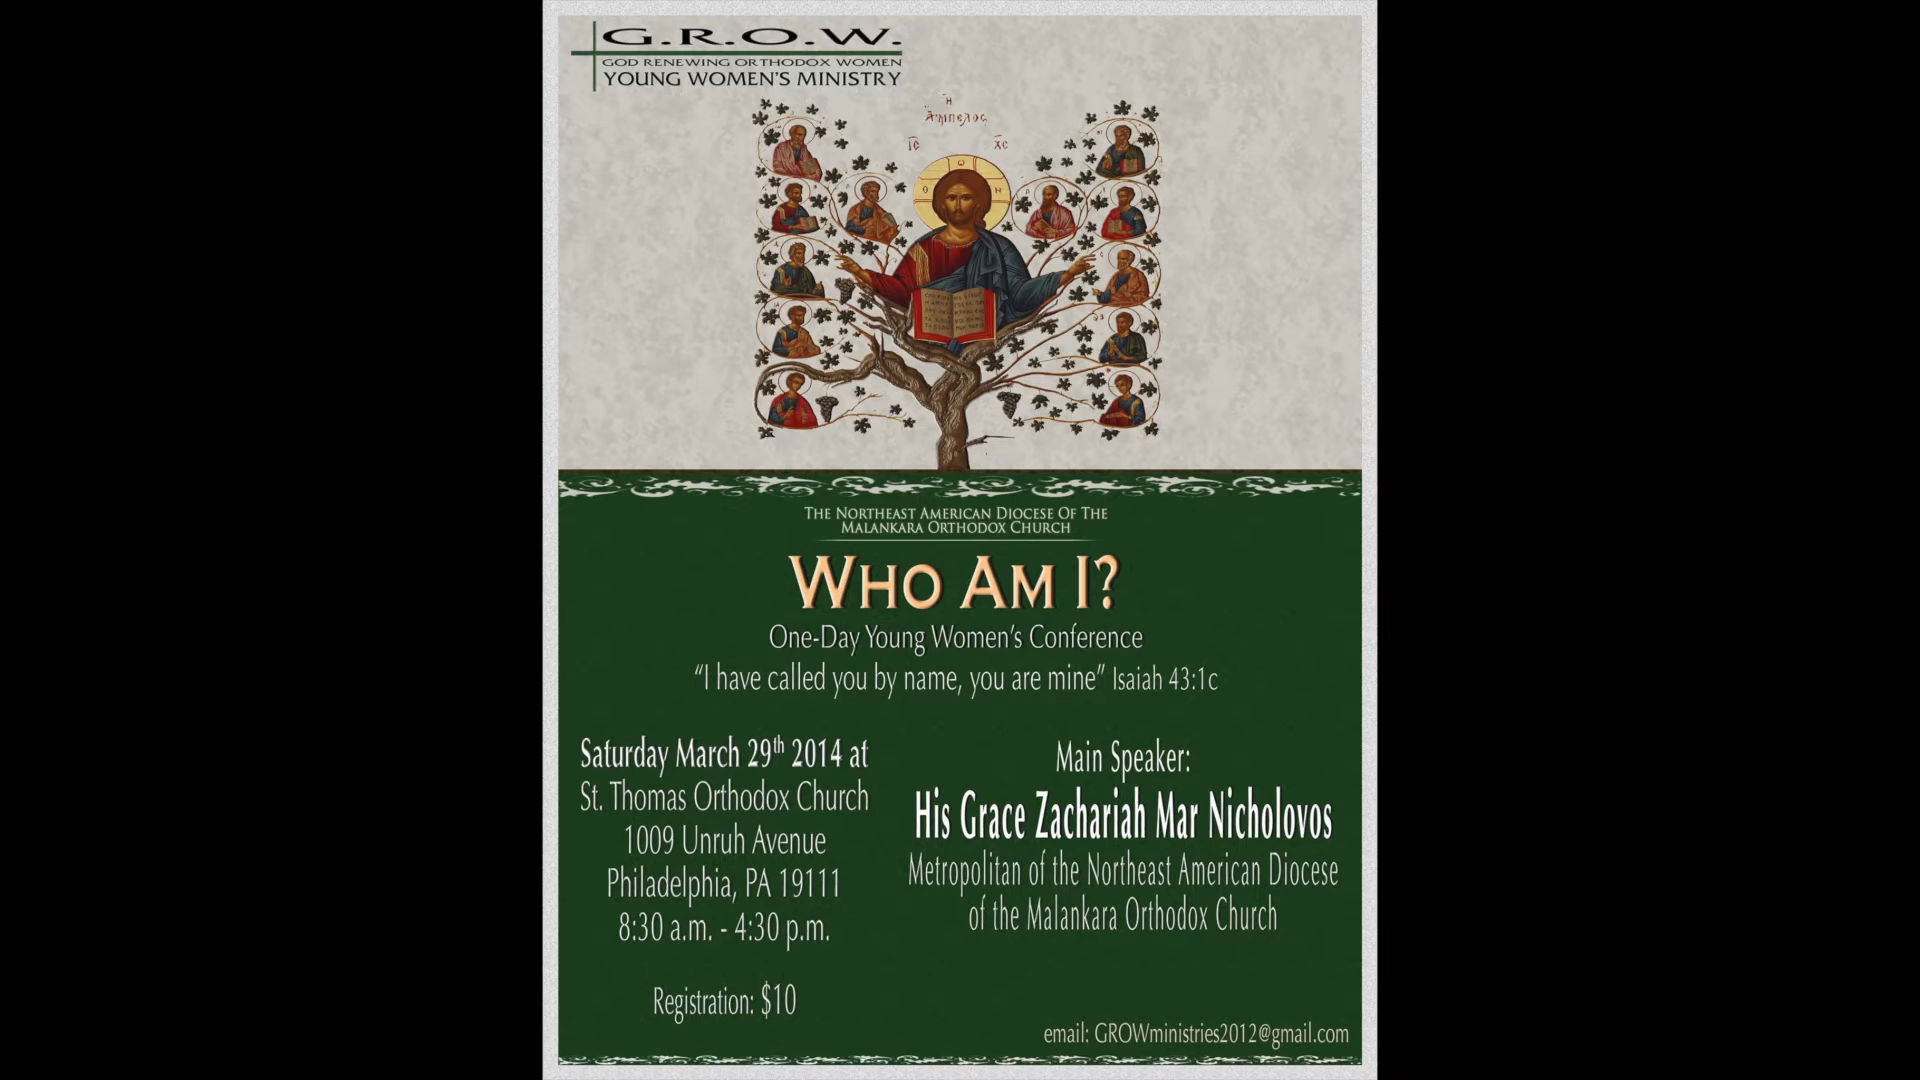 G.R.O.W.
GOD RENEWING ORTHODOX WOMEN
YOUNG WOMEN'S MINISTRY
Ἡ
ἌΜΠΕΛΟϹ
ΙϹ ΧϹ
Ο Ω Ν
THE NORTHEAST AMERICAN DIOCESE OF THE
MALANKARA ORTHODOX CHURCH
WHO AM I?
One-Day Young Women's Conference
“I have called you by name, you are mine” Isaiah 43:1c
Saturday March 29th 2014 at
St. Thomas Orthodox Church
1009 Unruh Avenue
Philadelphia, PA 19111
8:30 a.m. - 4:30 p.m.
Registration: $10
Main Speaker:
His Grace Zachariah Mar Nicholovos
Metropolitan of the Northeast American Diocese
of the Malankara Orthodox Church
email: GROWministries2012@gmail.com